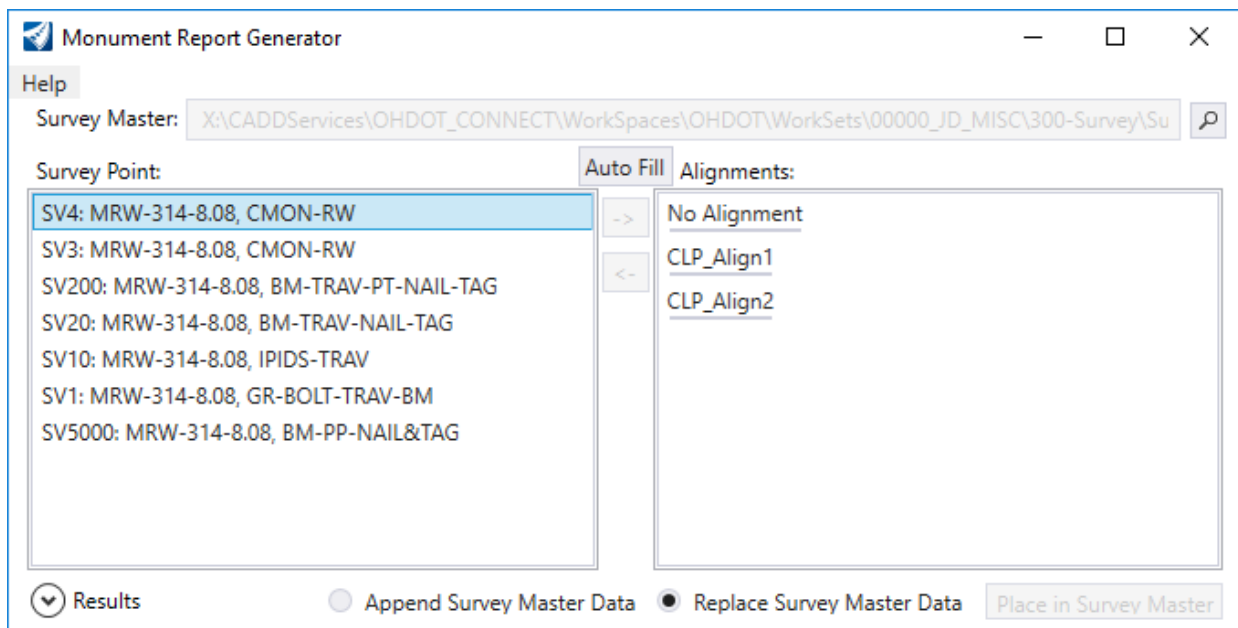 Monument Report Generator
Help
Survey Master: X:\CADDServices\OHDOT_CONNECT\WorkSpaces\OHDOT\WorkSets\00000_JD_MISC\300-Survey\Su
Survey Point: Auto Fill Alignments:
SV4: MRW-314-8.08, CMON-RW
SV3: MRW-314-8.08, CMON-RW
SV200: MRW-314-8.08, BM-TRAV-PT-NAIL-TAG
SV20: MRW-314-8.08, BM-TRAV-NAIL-TAG
SV10: MRW-314-8.08, IPIDS-TRAV
SV1: MRW-314-8.08, GR-BOLT-TRAV-BM
SV5000: MRW-314-8.08, BM-PP-NAIL&TAG
->
<-
No Alignment
CLP_Align1
CLP_Align2
Results Append Survey Master Data Replace Survey Master Data Place in Survey Master